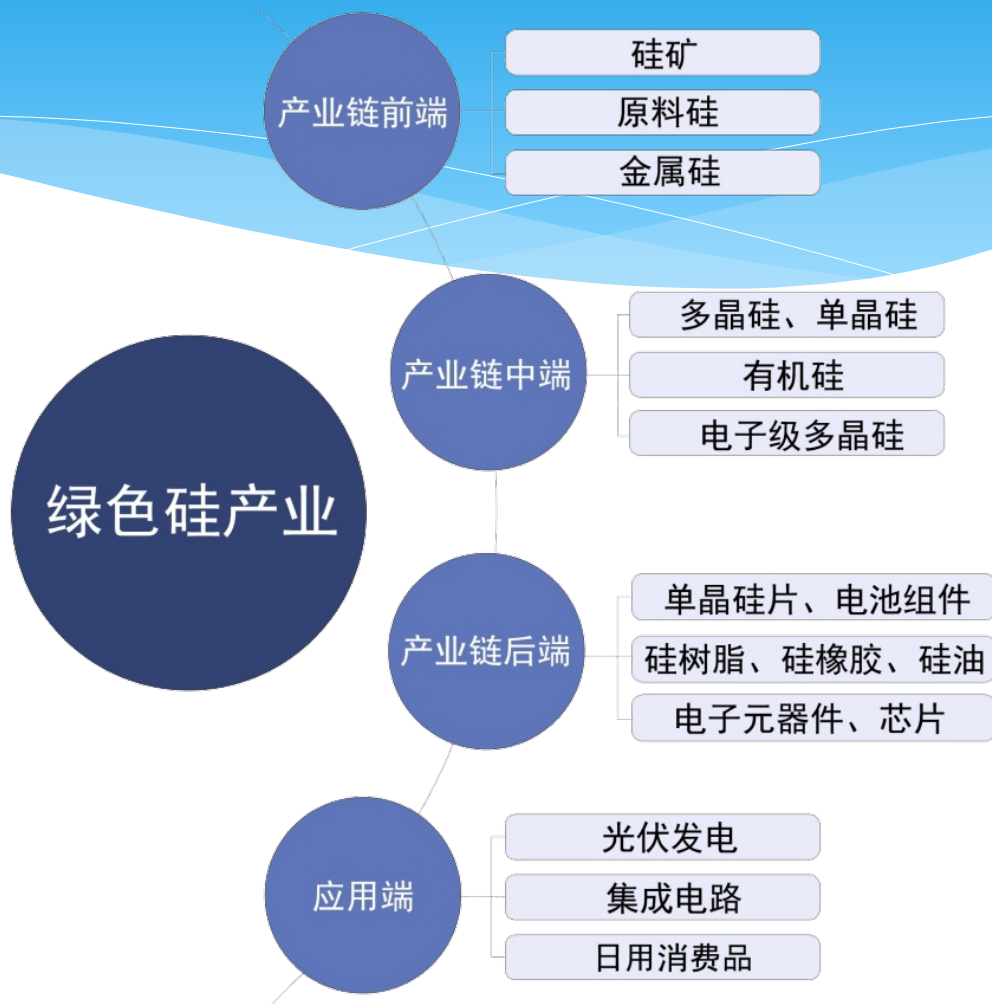 产业链前端
硅矿
原料硅
金属硅
产业链中端
多晶硅、单晶硅
有机硅
电子级多晶硅
绿色硅产业
产业链后端
单晶硅片、电池组件
硅树脂、硅橡胶、硅油
电子元器件、芯片
应用端
光伏发电
集成电路
日用消费品